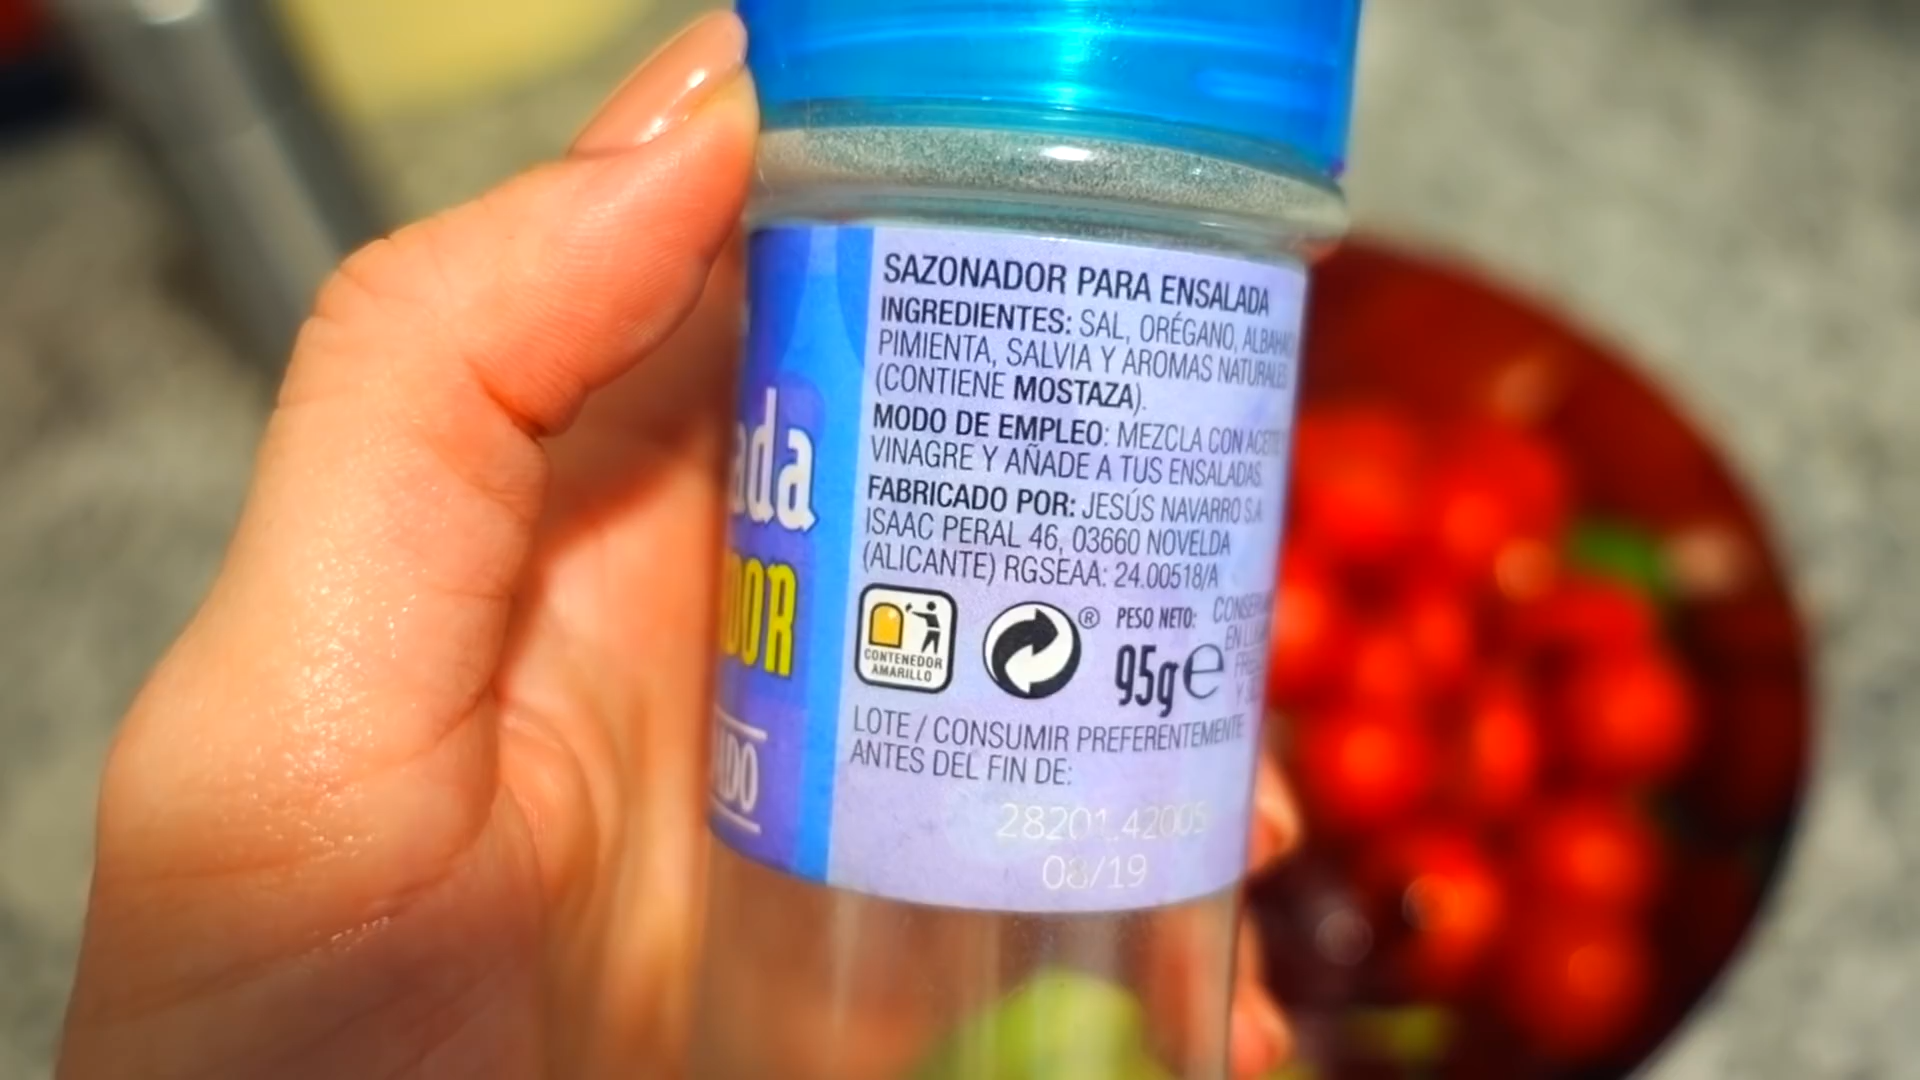 SAZONADOR PARA ENSALADA
INGREDIENTES: SAL, ORÉGANO,
PIMIENTA, SALVIA Y AROMAS NATURALES
(CONTIENE MOSTAZA).
MODO DE EMPLEO: MEZCLA CON ACEITE
VINAGRE Y AÑADE A TUS ENSALADAS.
FABRICADO POR: JESÚS NAVARRO S.A.
ISAAC PERAL 46, 03660 NOVELDA
(ALICANTE) RGSEAA: 24.00518/A
CONTENEDOR
AMARILLO
®
PESO NETO:
95g e
LOTE / CONSUMIR PREFERENTEMENTE
ANTES DEL FIN DE:
28201.42005
08/19